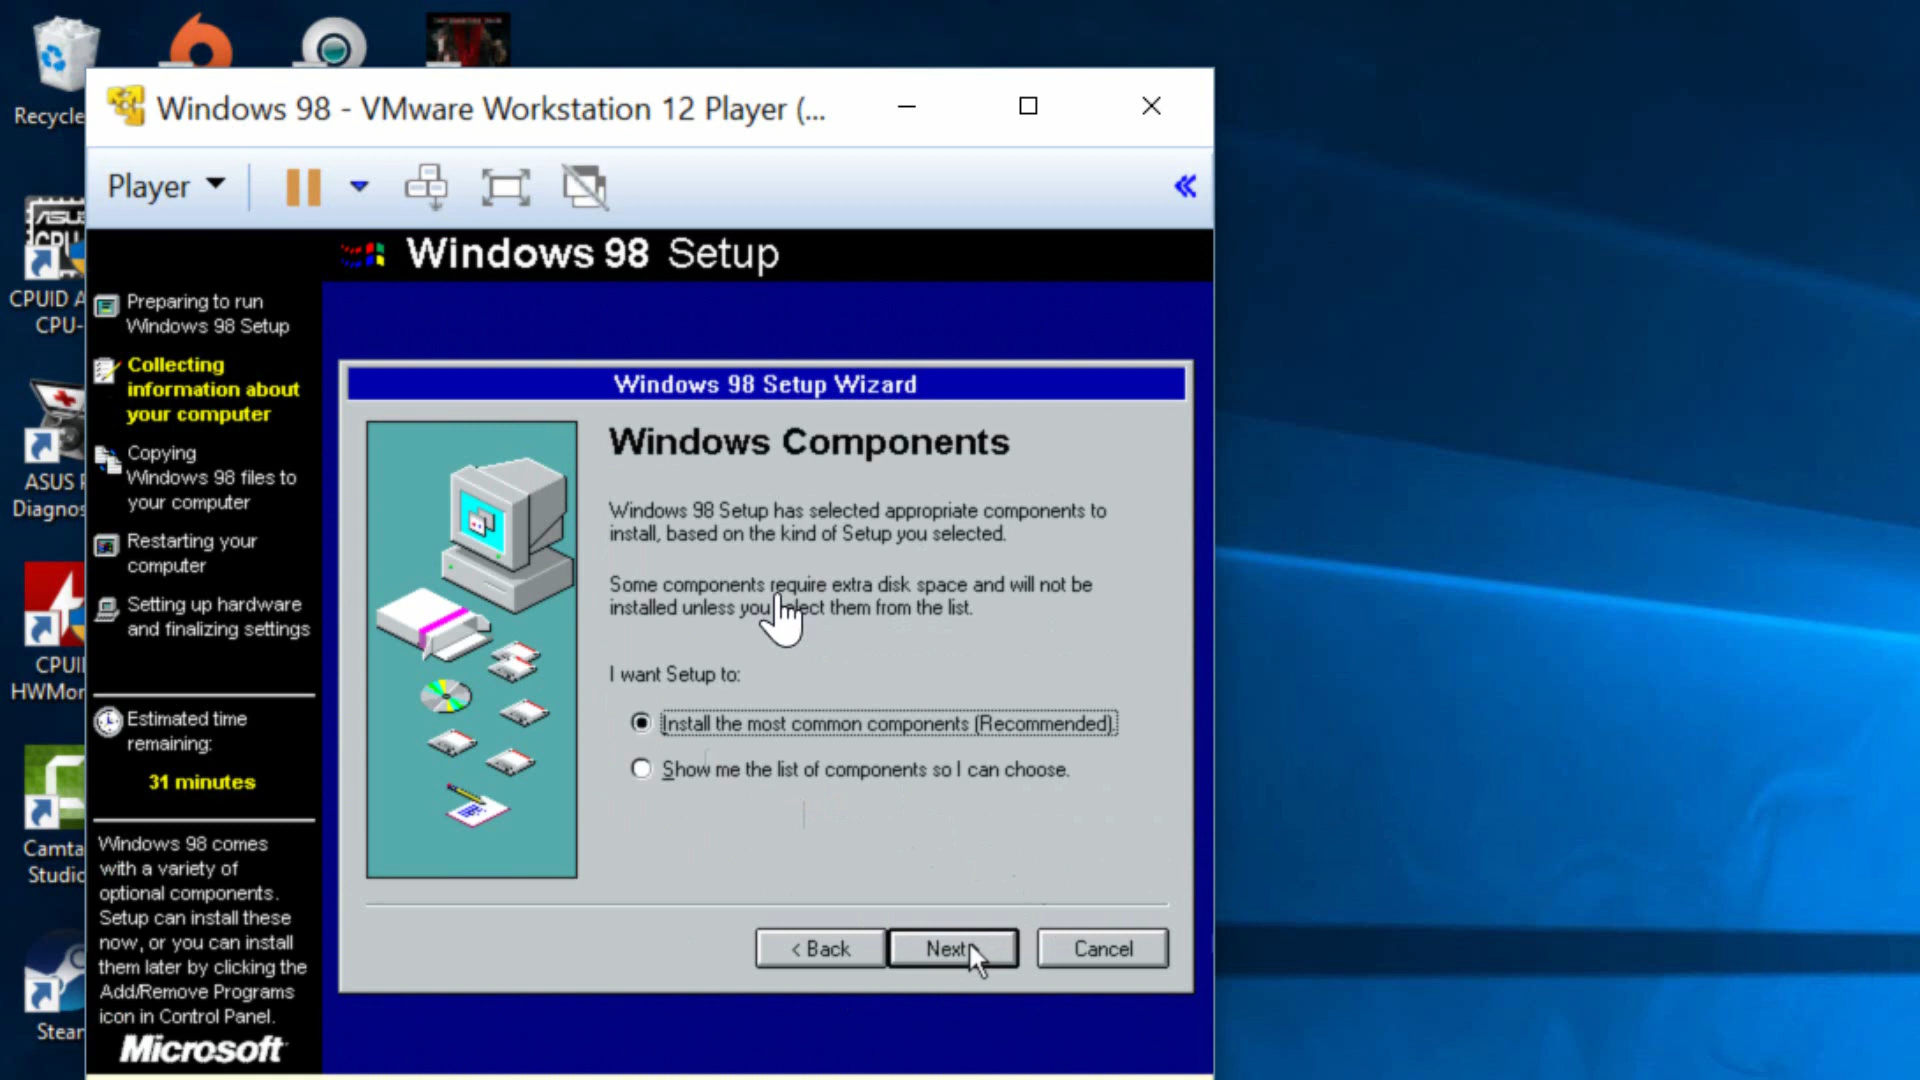 Recycle
Windows 98 - VMware Workstation 12 Player (...
Player
Windows 98 Setup
Preparing to run
Windows 98 Setup
Collecting
information about
your computer
Copying
Windows 98 files to
your computer
Restarting your
computer
Setting up hardware
and finalizing settings
Estimated time
remaining:
31 minutes
Windows 98 comes
with a variety of
optional components.
Setup can install these
now, or you can install
them later by clicking the
Add/Remove Programs
icon in Control Panel.
Microsoft
Windows 98 Setup Wizard
Windows Components
Windows 98 Setup has selected appropriate components to
install, based on the kind of Setup you selected.
Some components require extra disk space and will not be
installed unless you select them from the list.
I want Setup to:
Install the most common components (Recommended).
Show me the list of components so I can choose.
< Back
Next
Cancel
ASUS
CPU-
CPUID A
CPU-
ASUS
Diagnos
CPUI
HWMon
Camta
Studio
Steam